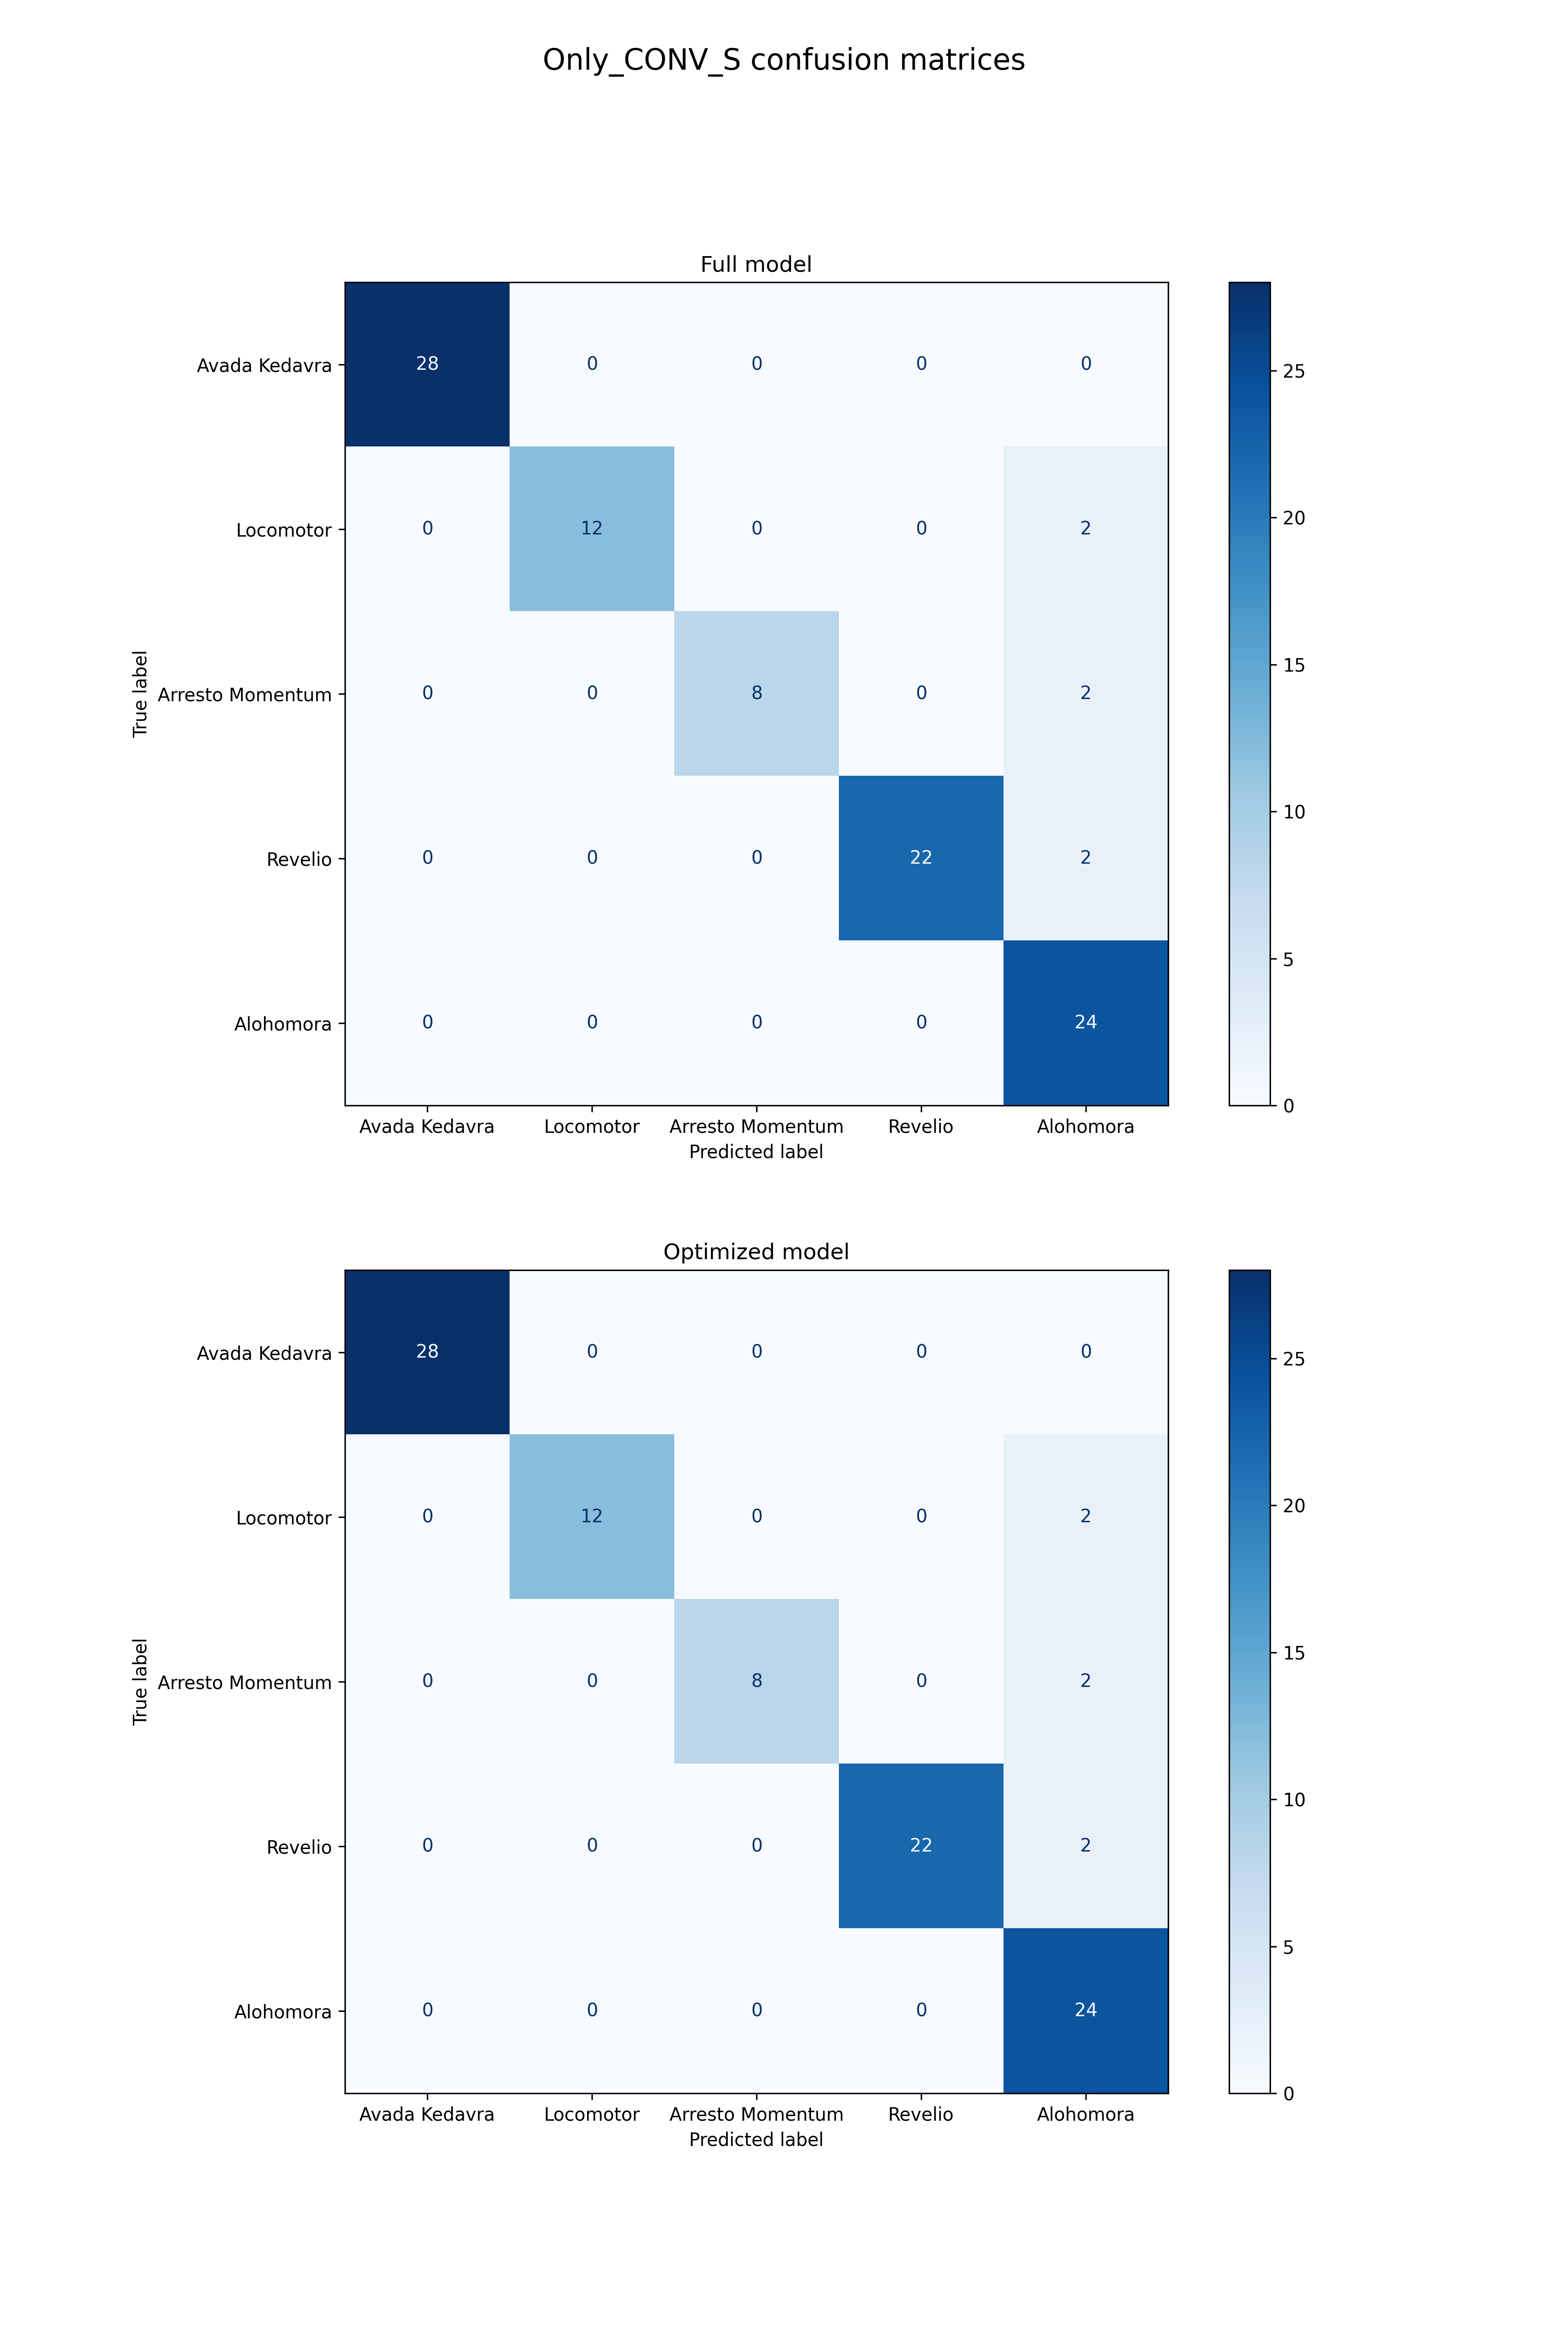 Only_CONV_S confusion matrices
Full model
Avada Kedavra 28 0 0 0 0
Locomotor 0 12 0 0 2
Arresto Momentum 0 0 8 0 2
Revelio 0 0 0 22 2
Alohomora 0 0 0 0 24
True label
Avada Kedavra Locomotor Arresto Momentum Revelio Alohomora
Predicted label
25
20
15
10
5
0
Optimized model
Avada Kedavra 28 0 0 0 0
Locomotor 0 12 0 0 2
Arresto Momentum 0 0 8 0 2
Revelio 0 0 0 22 2
Alohomora 0 0 0 0 24
True label
Avada Kedavra Locomotor Arresto Momentum Revelio Alohomora
Predicted label
25
20
15
10
5
0